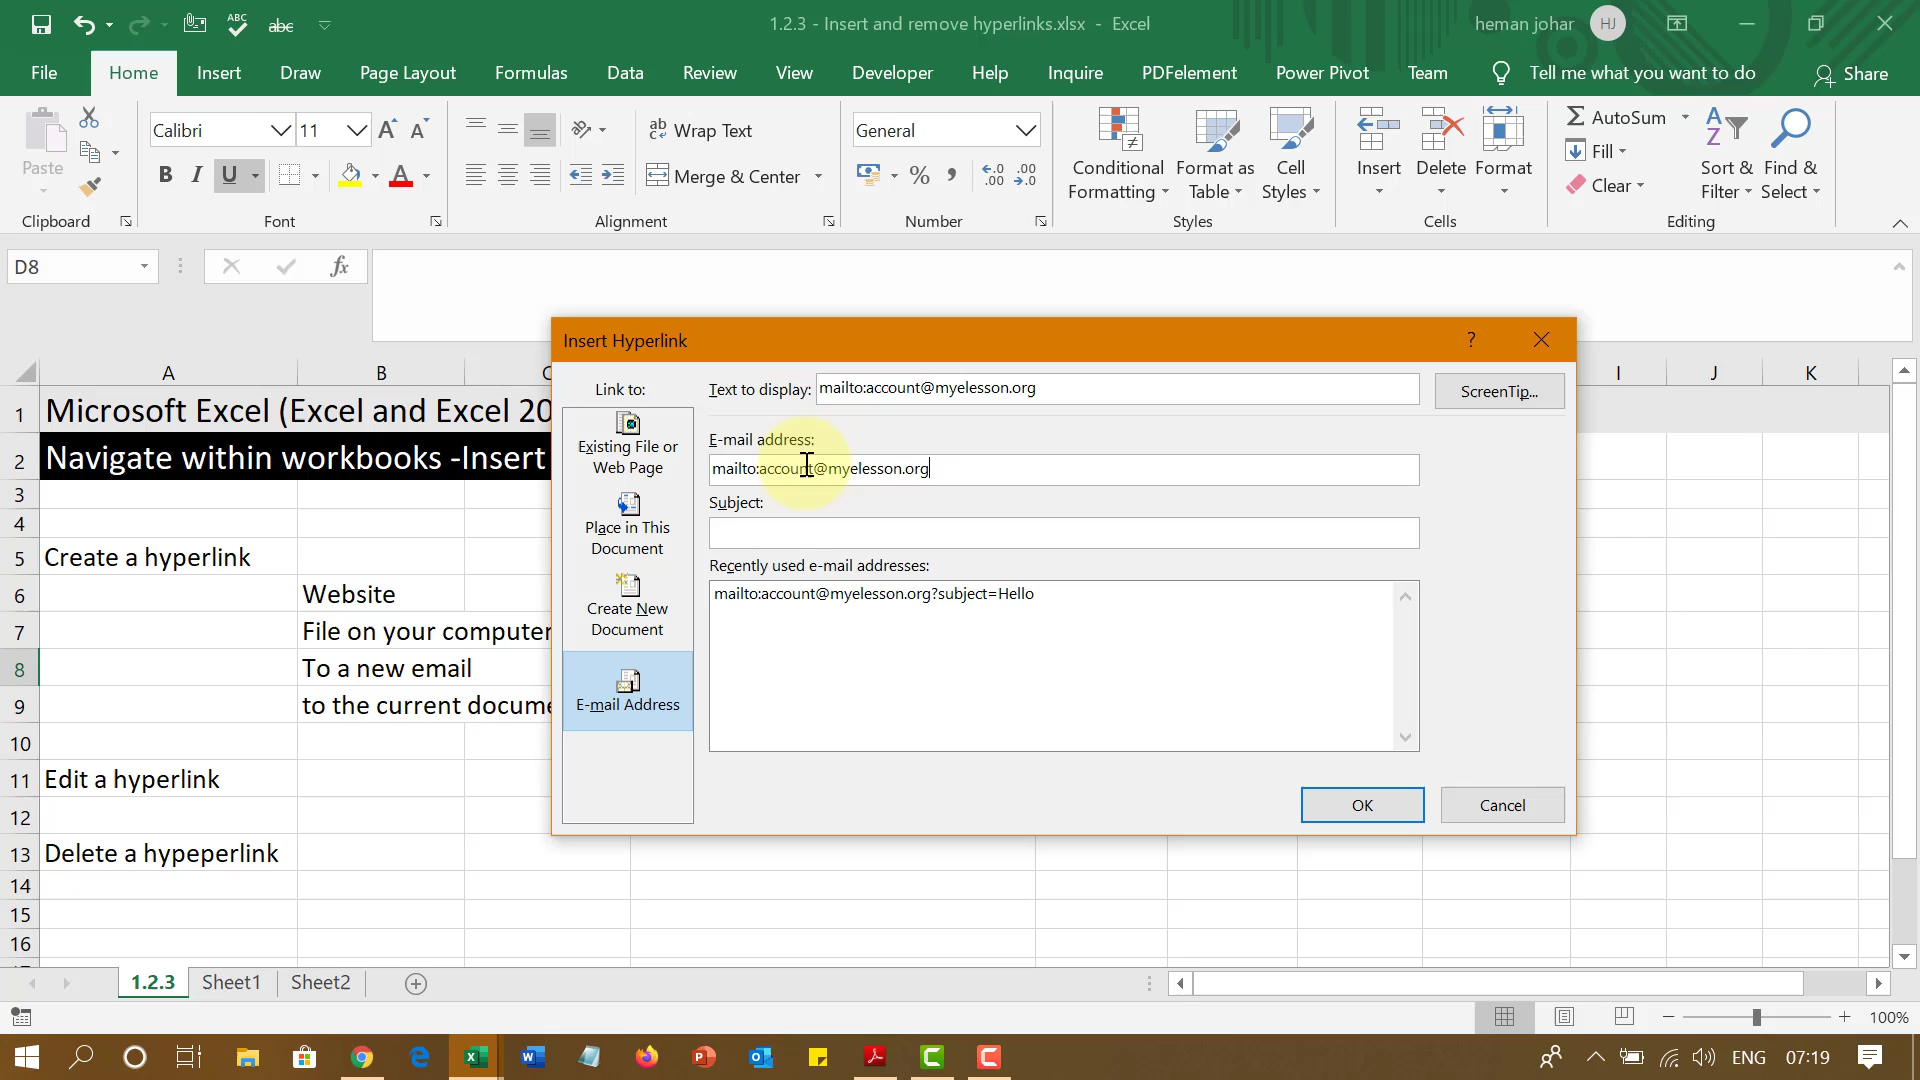 1.2.3 - Insert and remove hyperlinks.xlsx - Excel
heman johar HJ
File Home Insert Draw Page Layout Formulas Data Review View Developer Help Inquire PDFelement Power Pivot Team Tell me what you want to do Share
Paste
Clipboard
Calibri 11
B I U
Font
Wrap Text
Merge & Center
Alignment
General
Number
Conditional Formatting
Format as Table
Cell Styles
Styles
Insert Delete Format
Cells
AutoSum
Fill
Clear
Sort & Filter
Find & Select
Editing
D8
fx
A B C I J K
1 Microsoft Excel (Excel and Excel 20
2 Navigate within workbooks -Insert
3
4
5 Create a hyperlink
6 Website
7 File on your computer
8 To a new email
9 to the current docume
10
11 Edit a hyperlink
12
13 Delete a hypeperlink
14
15
16
Insert Hyperlink
Link to:
Existing File or
Web Page
Place in This
Document
Create New
Document
E-mail Address
Text to display: mailto:account@myelesson.org
ScreenTip...
E-mail address:
mailto:account@myelesson.org
Subject:
Recently used e-mail addresses:
mailto:account@myelesson.org?subject=Hello
OK Cancel
1.2.3 Sheet1 Sheet2
100%
ENG 07:19